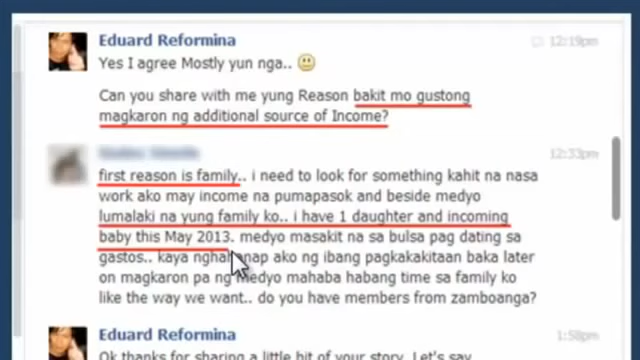 Eduard Reformina
12:19pm
Yes I agree Mostly yun nga..
Can you share with me yung Reason bakit mo gustong
magkaron ng additional source of Income?
12:33pm
first reason is family.. i need to look for something kahit na nasa
work ako may income na pumapasok and beside medyo
lumalaki na yung family ko.. i have 1 daughter and incoming
baby this May 2013. medyo masakit na sa bulsa pag dating sa
gastos.. kaya ng ako ng ibang pagkakakitaan baka later
on magkaron pa ng medyo mahaba habang time sa family ko
like the way we want.. do you have members from zamboanga?
Eduard Reformina
1:58pm
Ok thanks for sharing a little bit of your story. Let's say